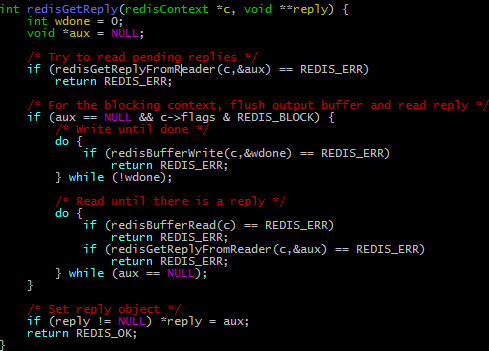 int redisGetReply(redisContext *c, void **reply) {
    int wdone = 0;
    void *aux = NULL;

    /* Try to read pending replies */
    if (redisGetReplyFromReader(c,&aux) == REDIS_ERR)
        return REDIS_ERR;

    /* For the blocking context, flush output buffer and read reply */
    if (aux == NULL && c->flags & REDIS_BLOCK) {
        /* Write until done */
        do {
            if (redisBufferWrite(c,&wdone) == REDIS_ERR)
                return REDIS_ERR;
        } while (!wdone);

        /* Read until there is a reply */
        do {
            if (redisBufferRead(c) == REDIS_ERR)
                return REDIS_ERR;
            if (redisGetReplyFromReader(c,&aux) == REDIS_ERR)
                return REDIS_ERR;
        } while (aux == NULL);
    }

    /* Set reply object */
    if (reply != NULL) *reply = aux;
    return REDIS_OK;
}